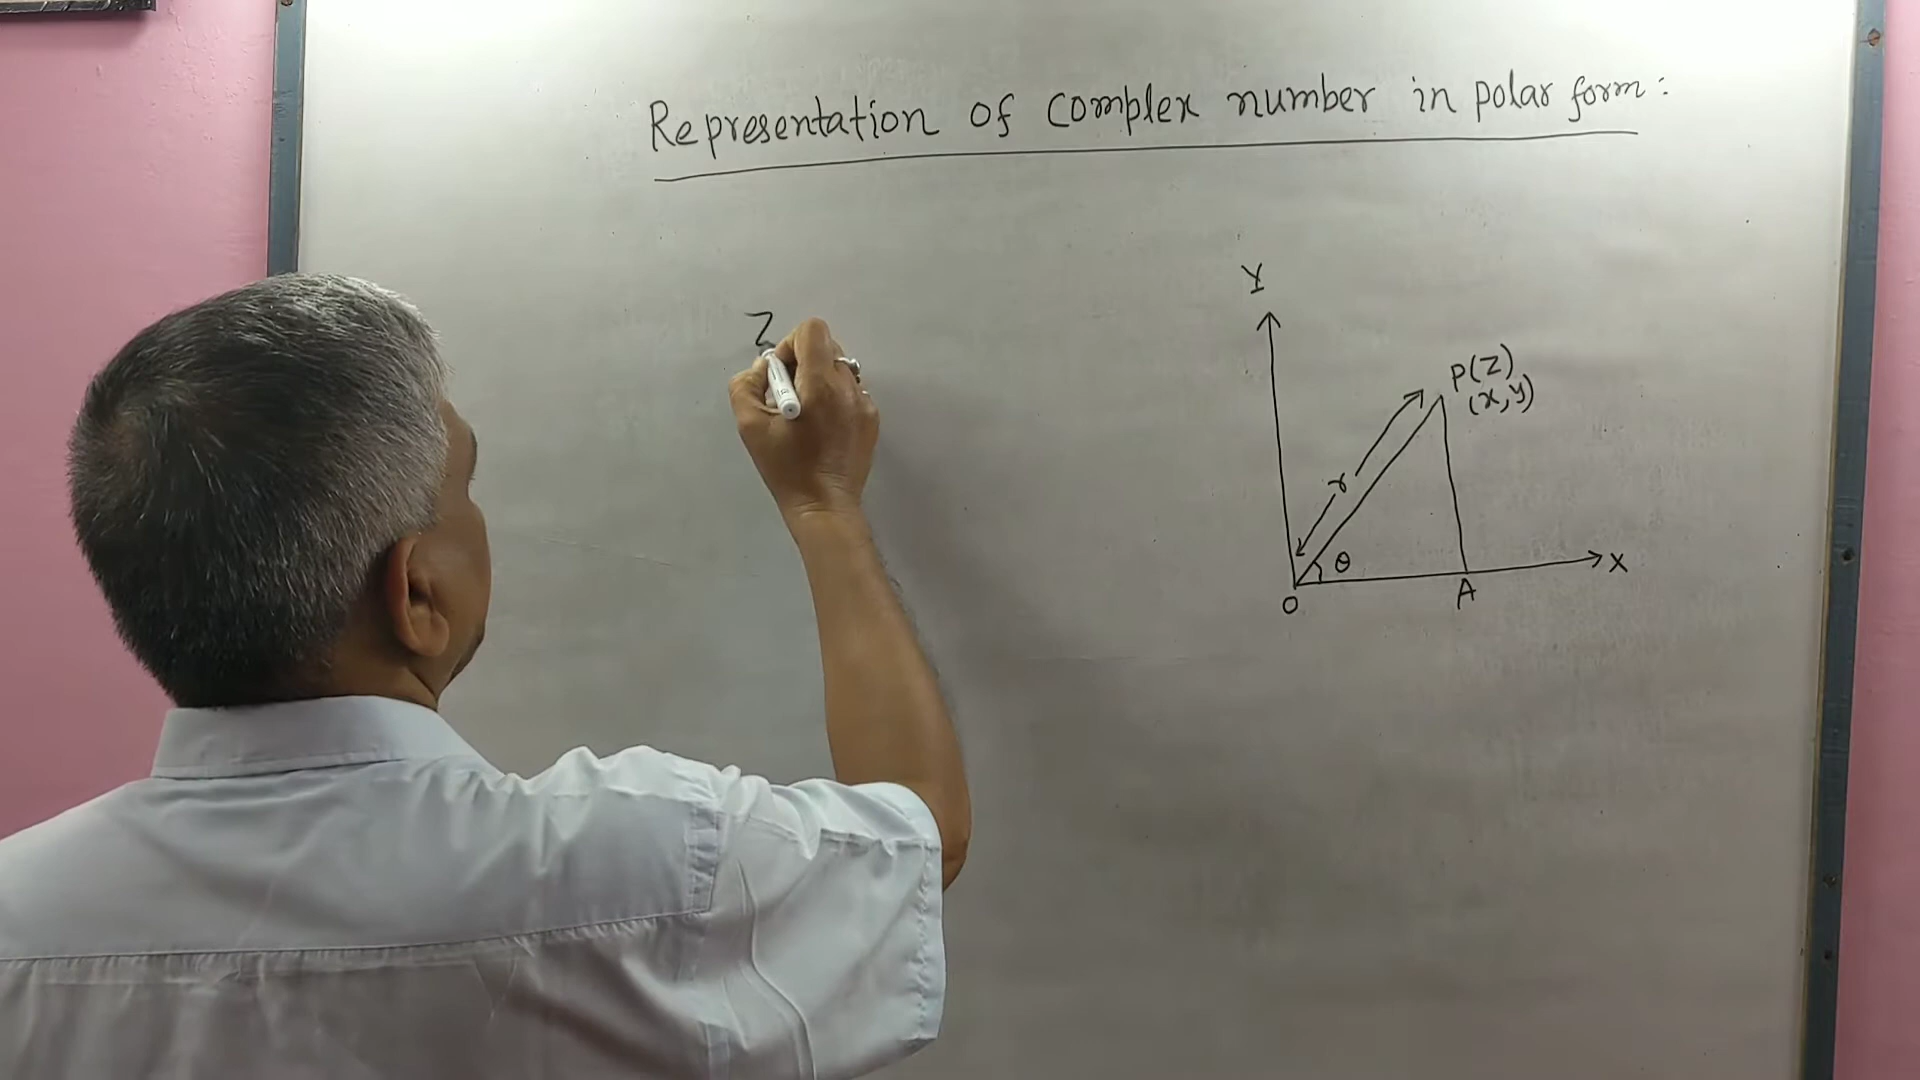 Representation of complex number in polar form:
Z
Y
P(Z)
(x,y)
r
θ
X
O
A